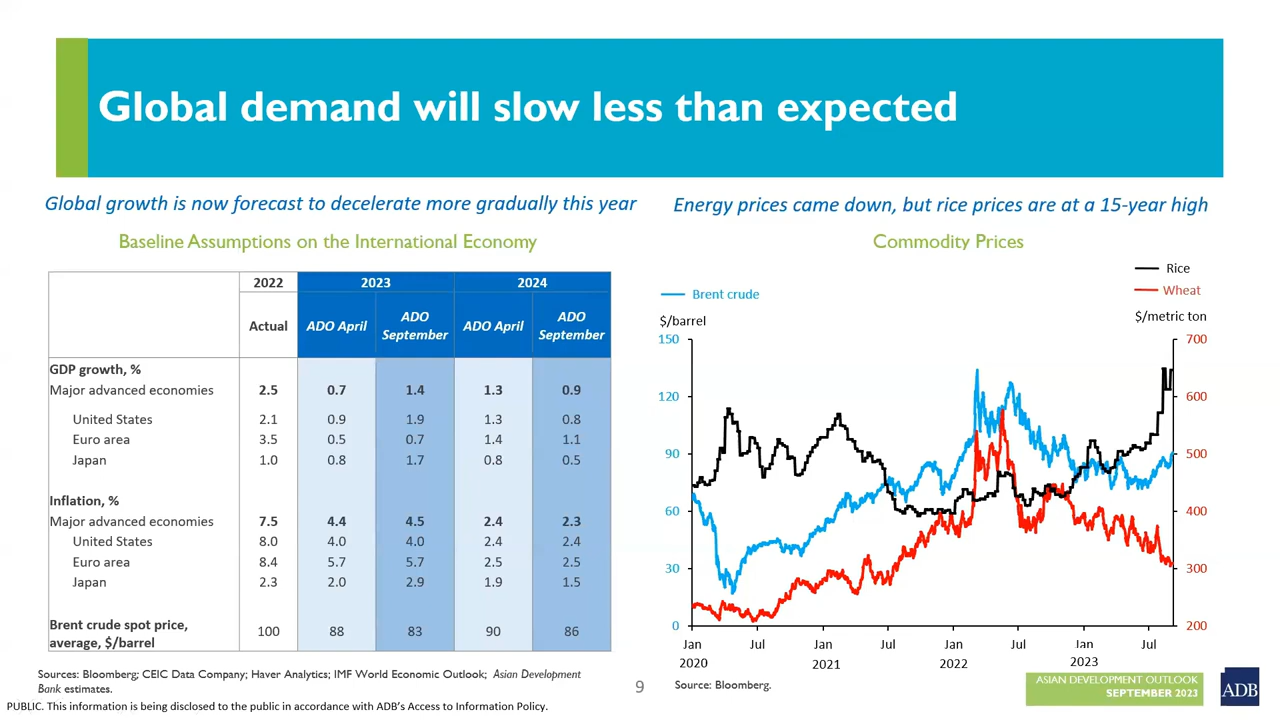 Global demand will slow less than expected
Global growth is now forecast to decelerate more gradually this year
Baseline Assumptions on the International Economy
2022 2023 2024
Actual ADO April ADO September ADO April ADO September
GDP growth, %
Major advanced economies 2.5 0.7 1.4 1.3 0.9
United States 2.1 0.9 1.9 1.3 0.8
Euro area 3.5 0.5 0.7 1.4 1.1
Japan 1.0 0.8 1.7 0.8 0.5
Inflation, %
Major advanced economies 7.5 4.4 4.5 2.4 2.3
United States 8.0 4.0 4.0 2.4 2.4
Euro area 8.4 5.7 5.7 2.5 2.5
Japan 2.3 2.0 2.9 1.9 1.5
Brent crude spot price,
average, $/barrel 100 88 83 90 86
Sources: Bloomberg; CEIC Data Company; Haver Analytics; IMF World Economic Outlook; Asian Development
Bank estimates.
Energy prices came down, but rice prices are at a 15-year high
Commodity Prices
Rice
Wheat
Brent crude
$/barrel
$/metric ton
150 700
120 600
90 500
60 400
30 300
0 200
Jan Jul Jan Jul Jan Jul Jan Jul
2020 2021 2022 2023
Source: Bloomberg.
9
ASIAN DEVELOPMENT OUTLOOK
SEPTEMBER 2023
ADB
PUBLIC. This information is being disclosed to the public in accordance with ADB's Access to Information Policy.